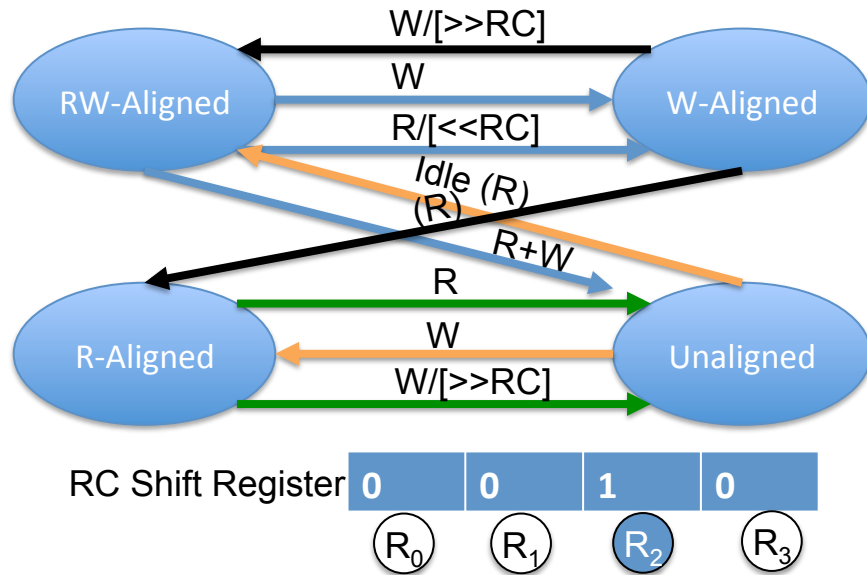 W/[>>RC]
RW-Aligned
W
W-Aligned
R/[<<RC]
Idle (R)
(R)
R+W
R
R-Aligned
W
Unaligned
W/[>>RC]
RC Shift Register 0 0 1 0
R₀ R₁ R₂ R₃